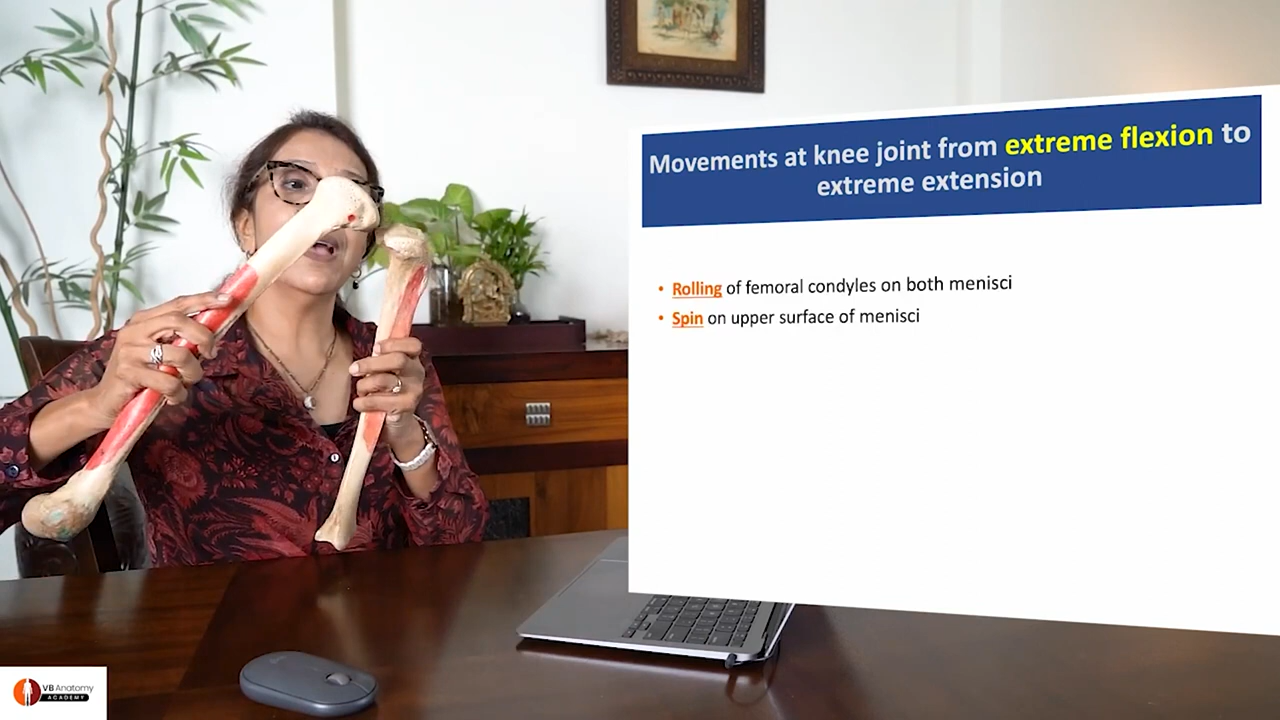 Movements at knee joint from extreme flexion to
extreme extension
• Rolling of femoral condyles on both menisci
• Spin on upper surface of menisci
VB Anatomy
ACADEMY